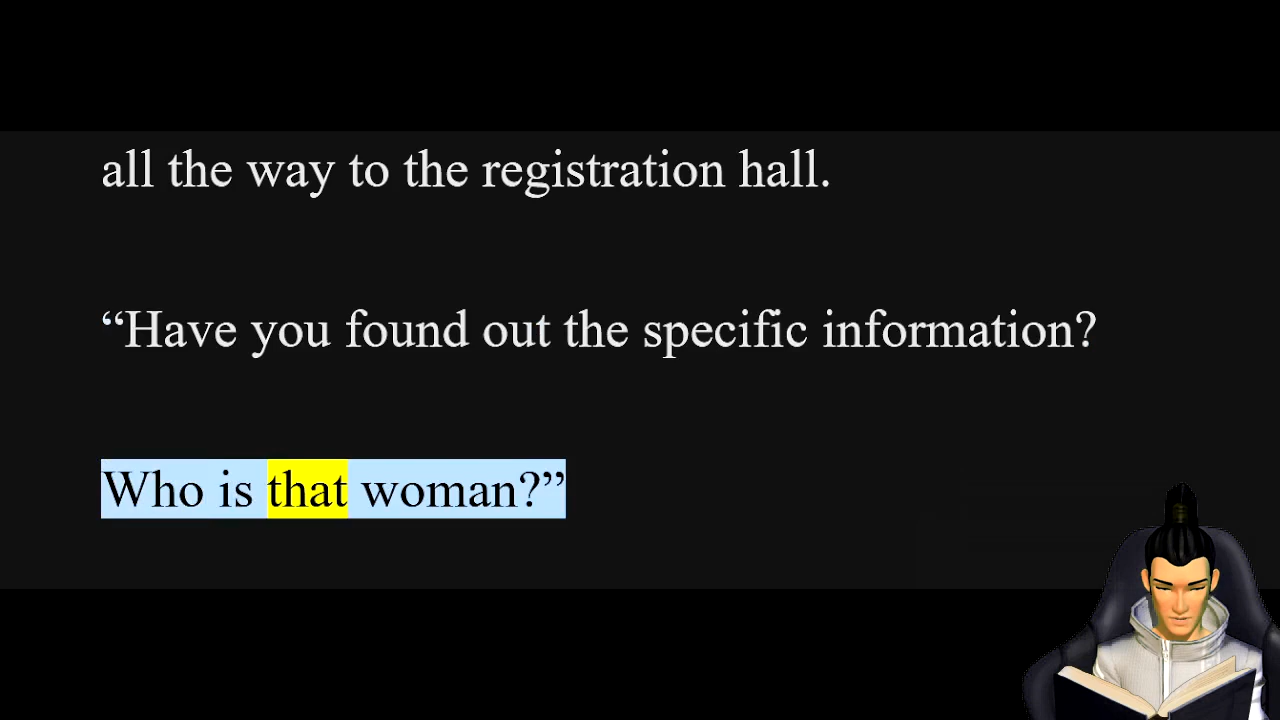 all the way to the registration hall.
“Have you found out the specific information?
Who is that woman?”